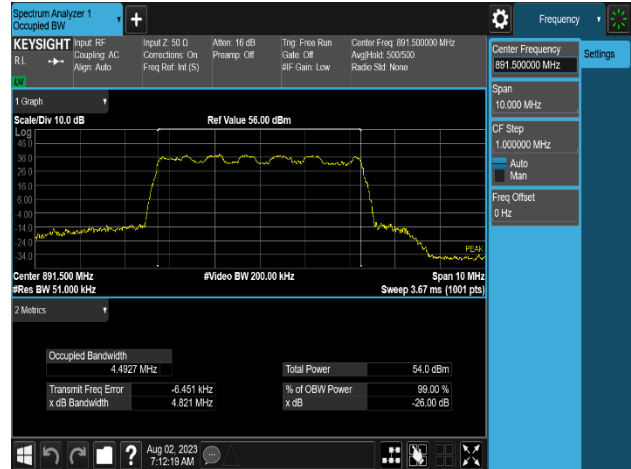 Spectrum Analyzer 1
Occupied BW
Frequency
KEYSIGHT
R L
LXI
Input: RF
Coupling: AC
Align: Auto
Input Z: 50 Ω
Corrections: On
Freq Ref: Int (S)
Atten: 16 dB
Preamp: Off
Trig: Free Run
Gate: Off
#IF Gain: Low
Center Freq: 891.500000 MHz
Avg|Hold: 500/500
Radio Std: None
Center Frequency
891.500000 MHz
Settings
Span
10.000 MHz
CF Step
1.000000 MHz
Auto
Man
Freq Offset
0 Hz
1 Graph
Scale/Div 10.0 dB
Ref Value 56.00 dBm
Log
46.0
36.0
26.0
16.0
6.00
-4.00
-14.0
-24.0
-34.0
PEAK
Center 891.500 MHz
#Video BW 200.00 kHz
Span 10 MHz
#Res BW 51.000 kHz
Sweep 3.67 ms (1001 pts)
2 Metrics
Occupied Bandwidth
4.4927 MHz
Total Power
54.0 dBm
Transmit Freq Error
-6.451 kHz
% of OBW Power
99.00 %
x dB Bandwidth
4.821 MHz
x dB
-26.00 dB
?
Aug 02, 2023
7:12:19 AM